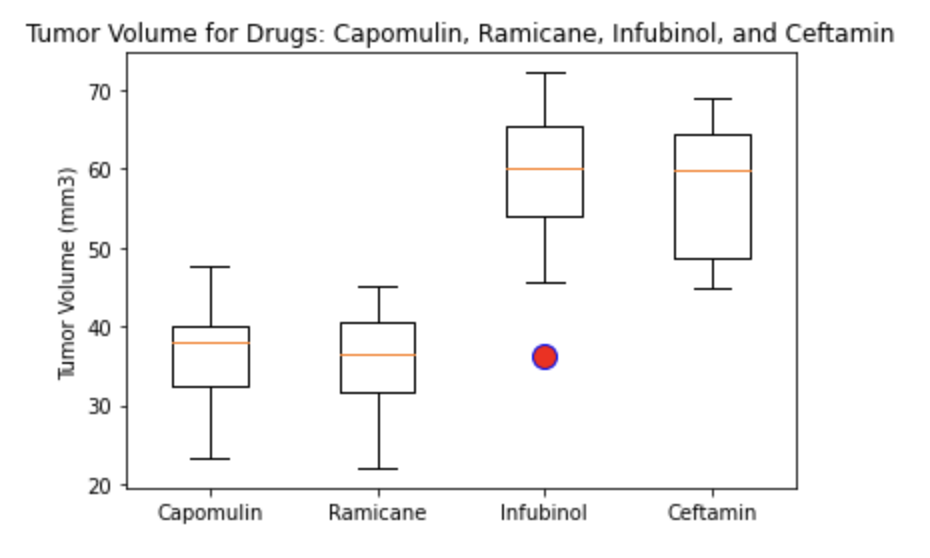 Tumor Volume for Drugs: Capomulin, Ramicane, Infubinol, and Ceftamin
Tumor Volume (mm3)
70
60
50
40
30
20
Capomulin Ramicane Infubinol Ceftamin